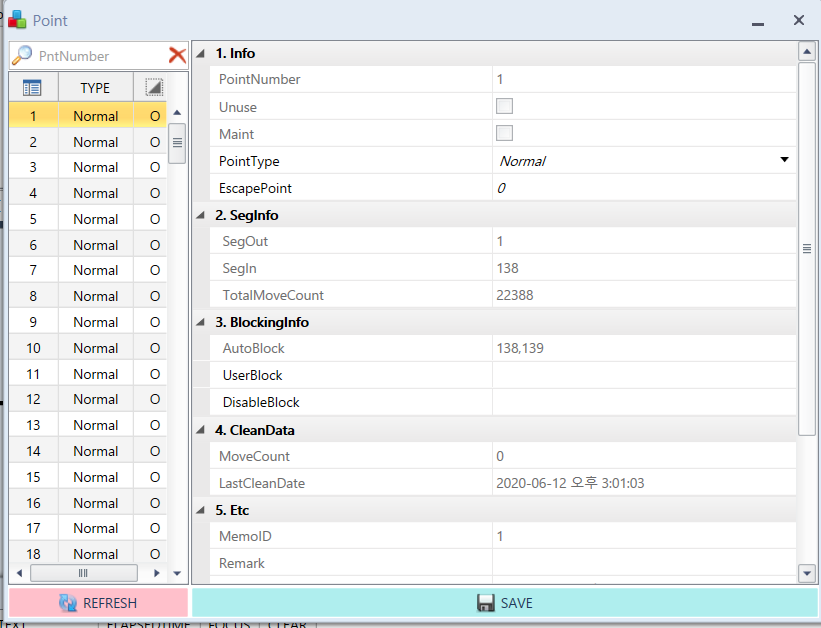 Point
PntNumber
TYPE
1 Normal O
2 Normal O
3 Normal O
4 Normal O
5 Normal O
6 Normal O
7 Normal O
8 Normal O
9 Normal O
10 Normal O
11 Normal O
12 Normal O
13 Normal O
14 Normal O
15 Normal O
16 Normal O
17 Normal O
18 Normal O
REFRESH
1. Info
PointNumber 1
Unuse
Maint
PointType Normal
EscapePoint 0
2. SegInfo
SegOut 1
SegIn 138
TotalMoveCount 22388
3. BlockingInfo
AutoBlock 138,139
UserBlock
DisableBlock
4. CleanData
MoveCount 0
LastCleanDate 2020-06-12 오후 3:01:03
5. Etc
MemoID 1
Remark
SAVE
TEXT ELAPSEDTIME FOCUS CLEAR